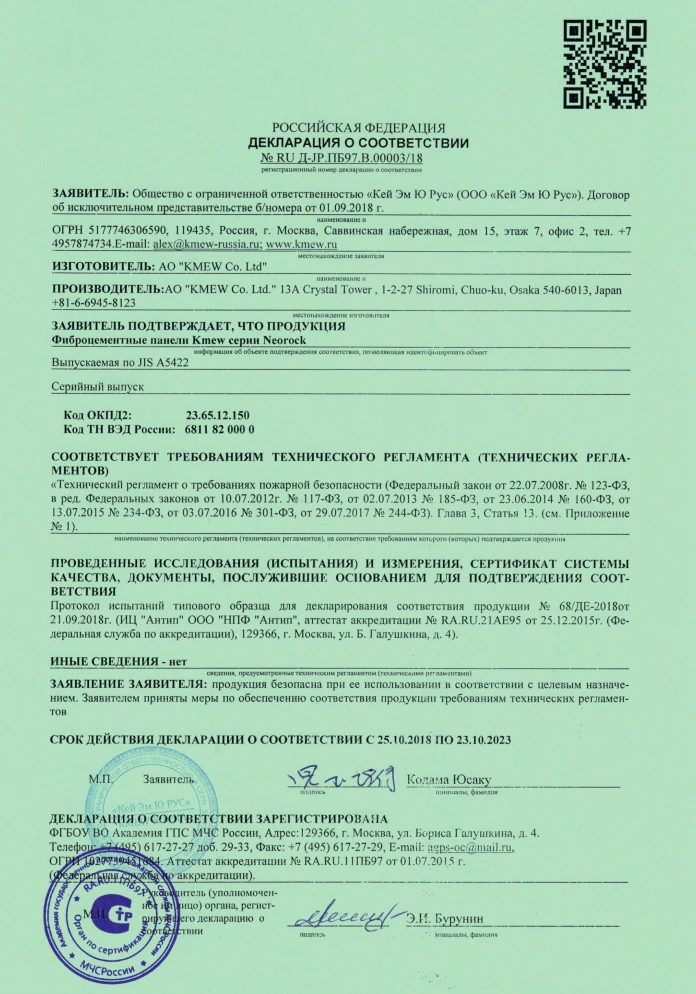 РОССИЙСКАЯ ФЕДЕРАЦИЯ
ДЕКЛАРАЦИЯ О СООТВЕТСТВИИ
№ RU Д-JP.ПБ97.В.00003/18
регистрационный номер декларации о соответствии
ЗАЯВИТЕЛЬ: Общество с ограниченной ответственностью «Кей Эм Ю Рус» (ООО «Кей Эм Ю Рус»). Договор
об исключительном представительстве б/номера от 01.09.2018 г.
наименование и
ОГРН 5177746306590, 119435, Россия, г. Москва, Саввинская набережная, дом 15, этаж 7, офис 2, тел. +7
4957874734.E-mail: alex@kmew-russia.ru; www.kmew.ru
местонахождение заявителя
ИЗГОТОВИТЕЛЬ: АО "KMEW Co. Ltd"
наименование и
ПРОИЗВОДИТЕЛЬ:АО "KMEW Co. Ltd." 13A Crystal Tower , 1-2-27 Shiromi, Chuo-ku, Osaka 540-6013, Japan
+81-6-6945-8123
местонахождение изготовителя
ЗАЯВИТЕЛЬ ПОДТВЕРЖДАЕТ, ЧТО ПРОДУКЦИЯ
Фиброцементные панели Kmew серии Neorock
информация об объекте подтверждения соответствия, позволяющая идентифицировать объект
Выпускаемая по JIS A5422
Серийный выпуск
Код ОКПД2: 23.65.12.150
Код ТН ВЭД России: 6811 82 000 0
СООТВЕТСТВУЕТ ТРЕБОВАНИЯМ ТЕХНИЧЕСКОГО РЕГЛАМЕНТА (ТЕХНИЧЕСКИХ РЕГЛА-
МЕНТОВ)
«Технический регламент о требованиях пожарной безопасности (Федеральный закон от 22.07.2008г. № 123-ФЗ,
в ред. Федеральных законов от 10.07.2012г. № 117-ФЗ, от 02.07.2013 № 185-ФЗ, от 23.06.2014 № 160-ФЗ, от
13.07.2015 № 234-ФЗ, от 03.07.2016 № 301-ФЗ, от 29.07.2017 № 244-ФЗ). Глава 3, Статья 13. (см. Приложение
№ 1).
наименование технического регламента (технических регламентов), на соответствие требованиям которого (которых) подтверждается продукция
ПРОВЕДЕННЫЕ ИССЛЕДОВАНИЯ (ИСПЫТАНИЯ) И ИЗМЕРЕНИЯ, СЕРТИФИКАТ СИСТЕМЫ
КАЧЕСТВА, ДОКУМЕНТЫ, ПОСЛУЖИВШИЕ ОСНОВАНИЕМ ДЛЯ ПОДТВЕРЖДЕНИЯ СООТ-
ВЕТСТВИЯ
Протокол испытаний типового образца для декларирования соответствия продукции № 68/ДЕ-2018от
21.09.2018г. (ИЦ "Антип" ООО "НПФ "Антип", аттестат аккредитации № RA.RU.21АЕ95 от 25.12.2015г. (Фе-
деральная служба по аккредитации), 129366, г. Москва, ул. Б. Галушкина, д. 4).
ИНЫЕ СВЕДЕНИЯ - нет
сведения, предусмотренные техническим регламентом (техническими регламентами)
ЗАЯВЛЕНИЕ ЗАЯВИТЕЛЯ: продукция безопасна при ее использовании в соответствии с целевым назначе-
нием. Заявителем приняты меры по обеспечению соответствия продукции требованиям технических регламен-
тов
СРОК ДЕЙСТВИЯ ДЕКЛАРАЦИИ О СООТВЕТСТВИИ С 25.10.2018 ПО 23.10.2023
М.П. Заявитель Кодама Юсаку
подпись инициалы, фамилия
«Кей Эм Ю РУС»
ДЕКЛАРАЦИЯ О СООТВЕТСТВИИ ЗАРЕГИСТРИРОВАНА
ФГБОУ ВО Академия ГПС МЧС России, Адрес:129366, г. Москва, ул. Бориса Галушкина, д. 4.
Телефон: +7 (495) 617-27-27 доб. 29-33, Факс: +7 (495) 617-27-29, E-mail: agps-oc@mail.ru,
ОГРН Аттестат аккредитации № RA.RU.11ПБ97 от 01.07.2015 г.
(Федеральная служба по аккредитации)
Руководитель (уполномочен-
ное им лицо) органа, регист-
рирующего декларацию о
соответствии
М.П.
Э.И. Бурунин
подпись инициалы, фамилия
RA.RU.11ПБ97
СТР
Орган по сертификации
МЧС России